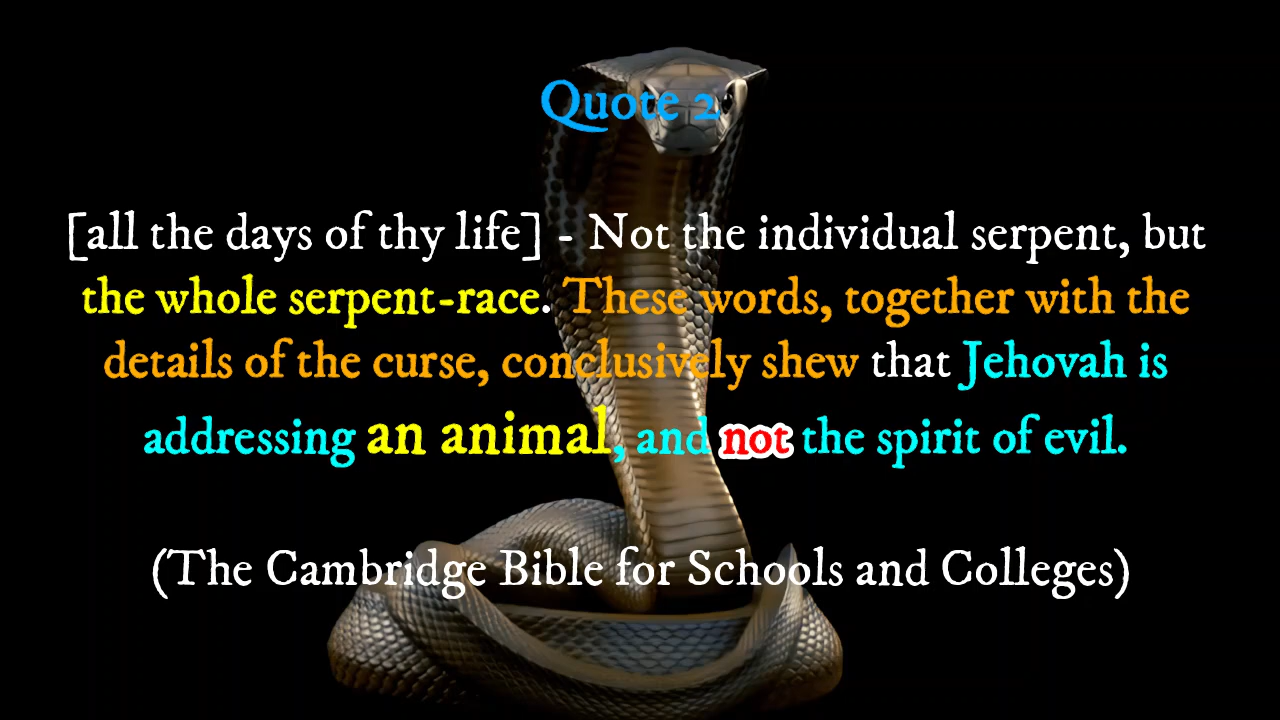 Quote 2
[all the days of thy life] - Not the individual serpent, but
the whole serpent-race. These words, together with the
details of the curse, conclusively shew that Jehovah is
addressing an animal, and not the spirit of evil.
(The Cambridge Bible for Schools and Colleges)